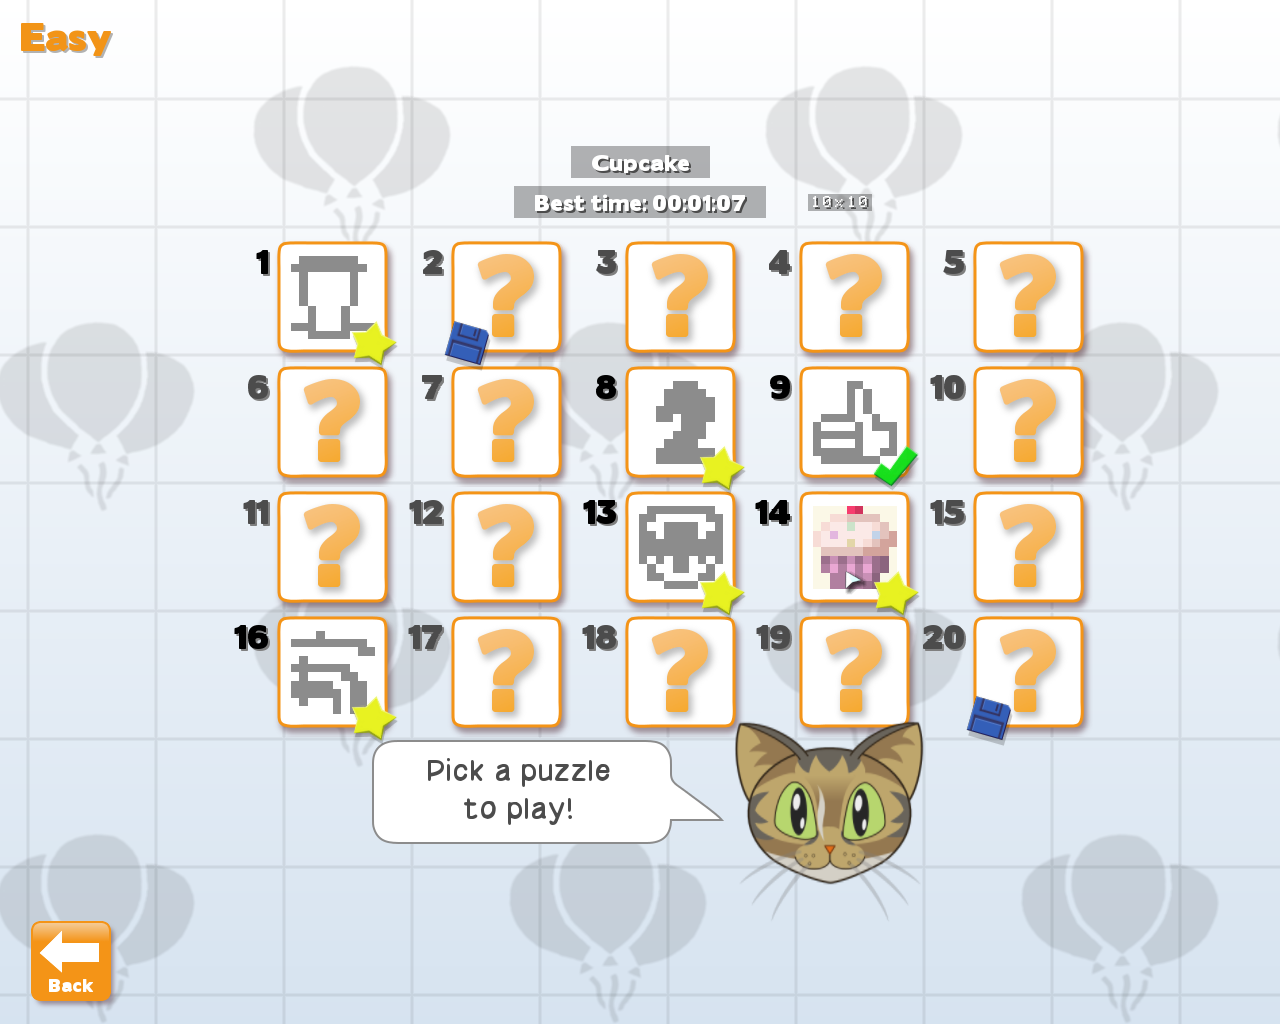 Easy
Cupcake
Best time: 00:01:07
10x10
1 2 3 4 5
6 7 8 9 10
11 12 13 14 15
16 17 18 19 20
Pick a puzzle
to play!
Back